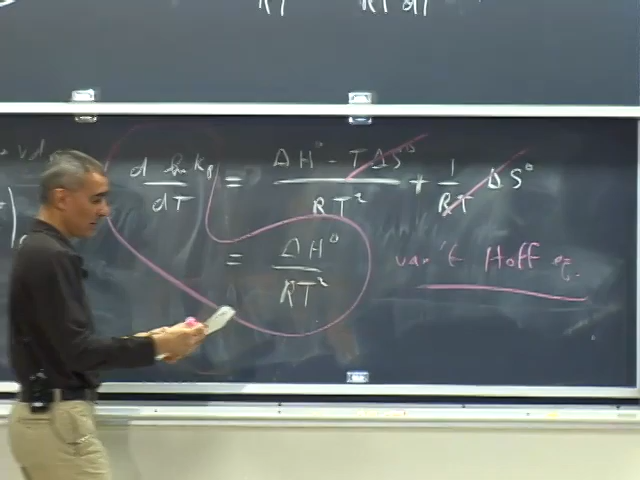 d ln Kp / dT = ΔH° - TΔS° / RT² + 1 / RT ΔS°
= ΔH° / RT²
van't Hoff eq.